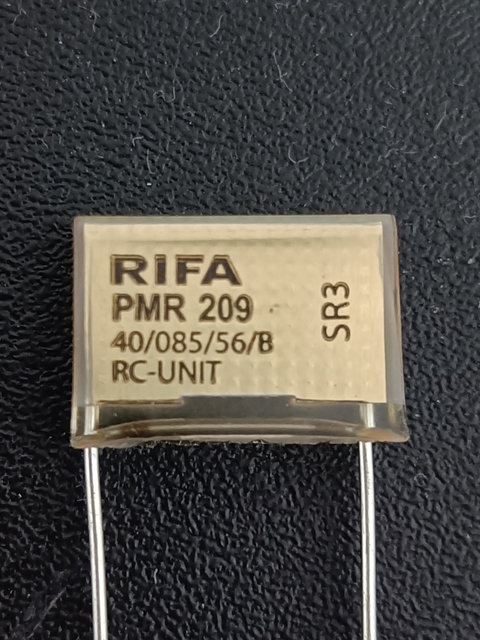 RIFA
PMR 209
40/085/56/B
RC-UNIT
SR3